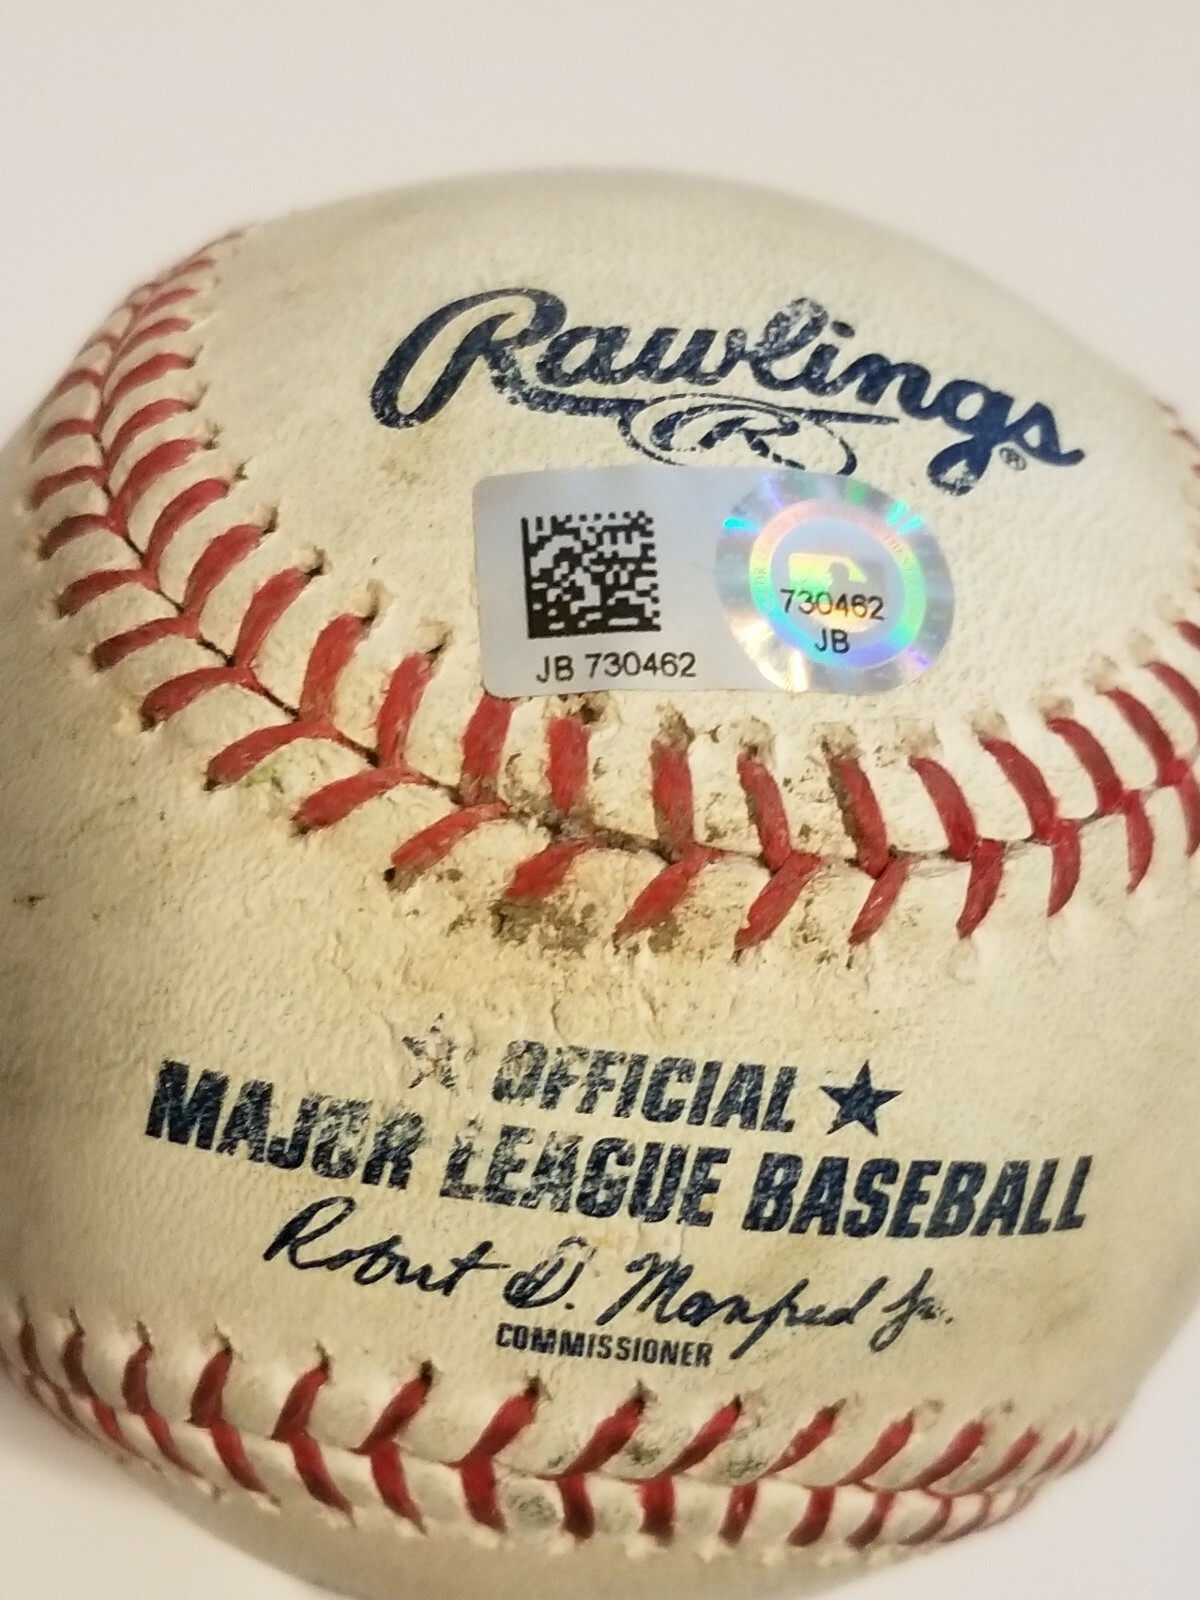 Rawlings®
R
JB 730462
730462
JB
OFFICIAL
MAJOR LEAGUE BASEBALL
Robert D. Manfred Jr.
COMMISSIONER